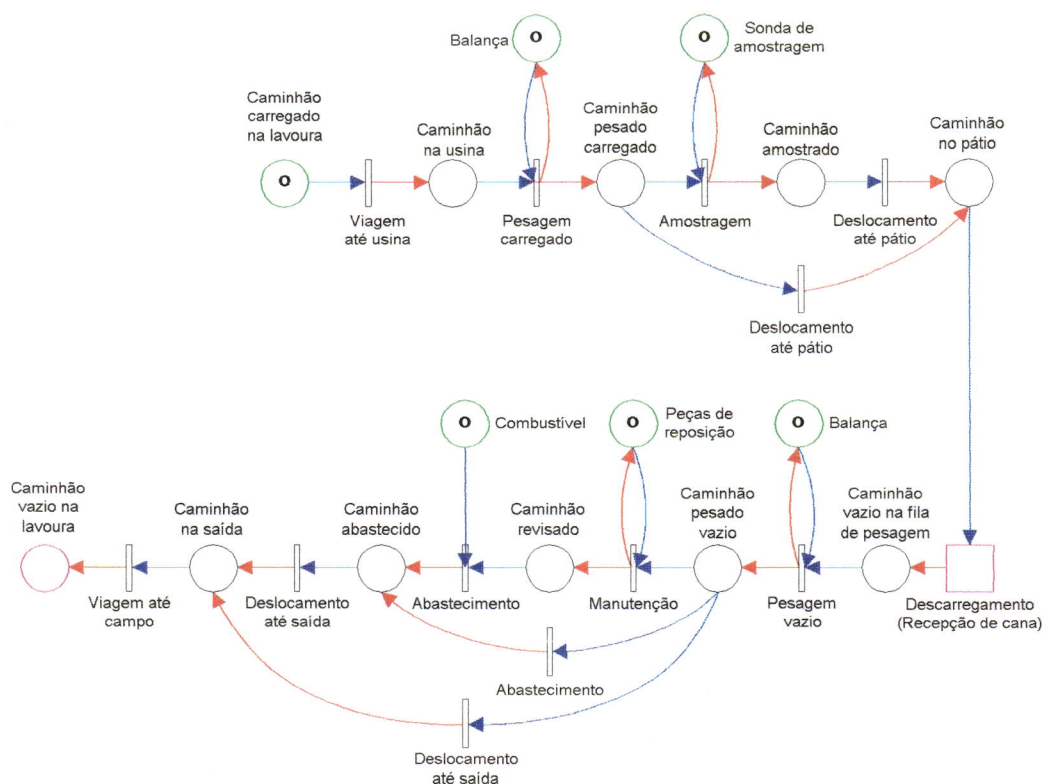 Balança
o
Sonda de
amostragem
o
Caminhão
carregado
na lavoura
o
Viagem
até usina
Caminhão
na usina
Pesagem
carregado
Caminhão
pesado
carregado
Amostragem
Caminhão
amostrado
Deslocamento
até pátio
Caminhão
no pátio
Deslocamento
até pátio
o
Combustível
o
Peças de
reposição
o
Balança
Caminhão
vazio na
lavoura
Viagem até
campo
Caminhão
na saída
Deslocamento
até saída
Caminhão
abastecido
Abastecimento
Caminhão
revisado
Manutenção
Caminhão
pesado
vazio
Pesagem
vazio
Caminhão
vazio na fila
de pesagem
Descarregamento
(Recepção de cana)
Abastecimento
Deslocamento
até saída